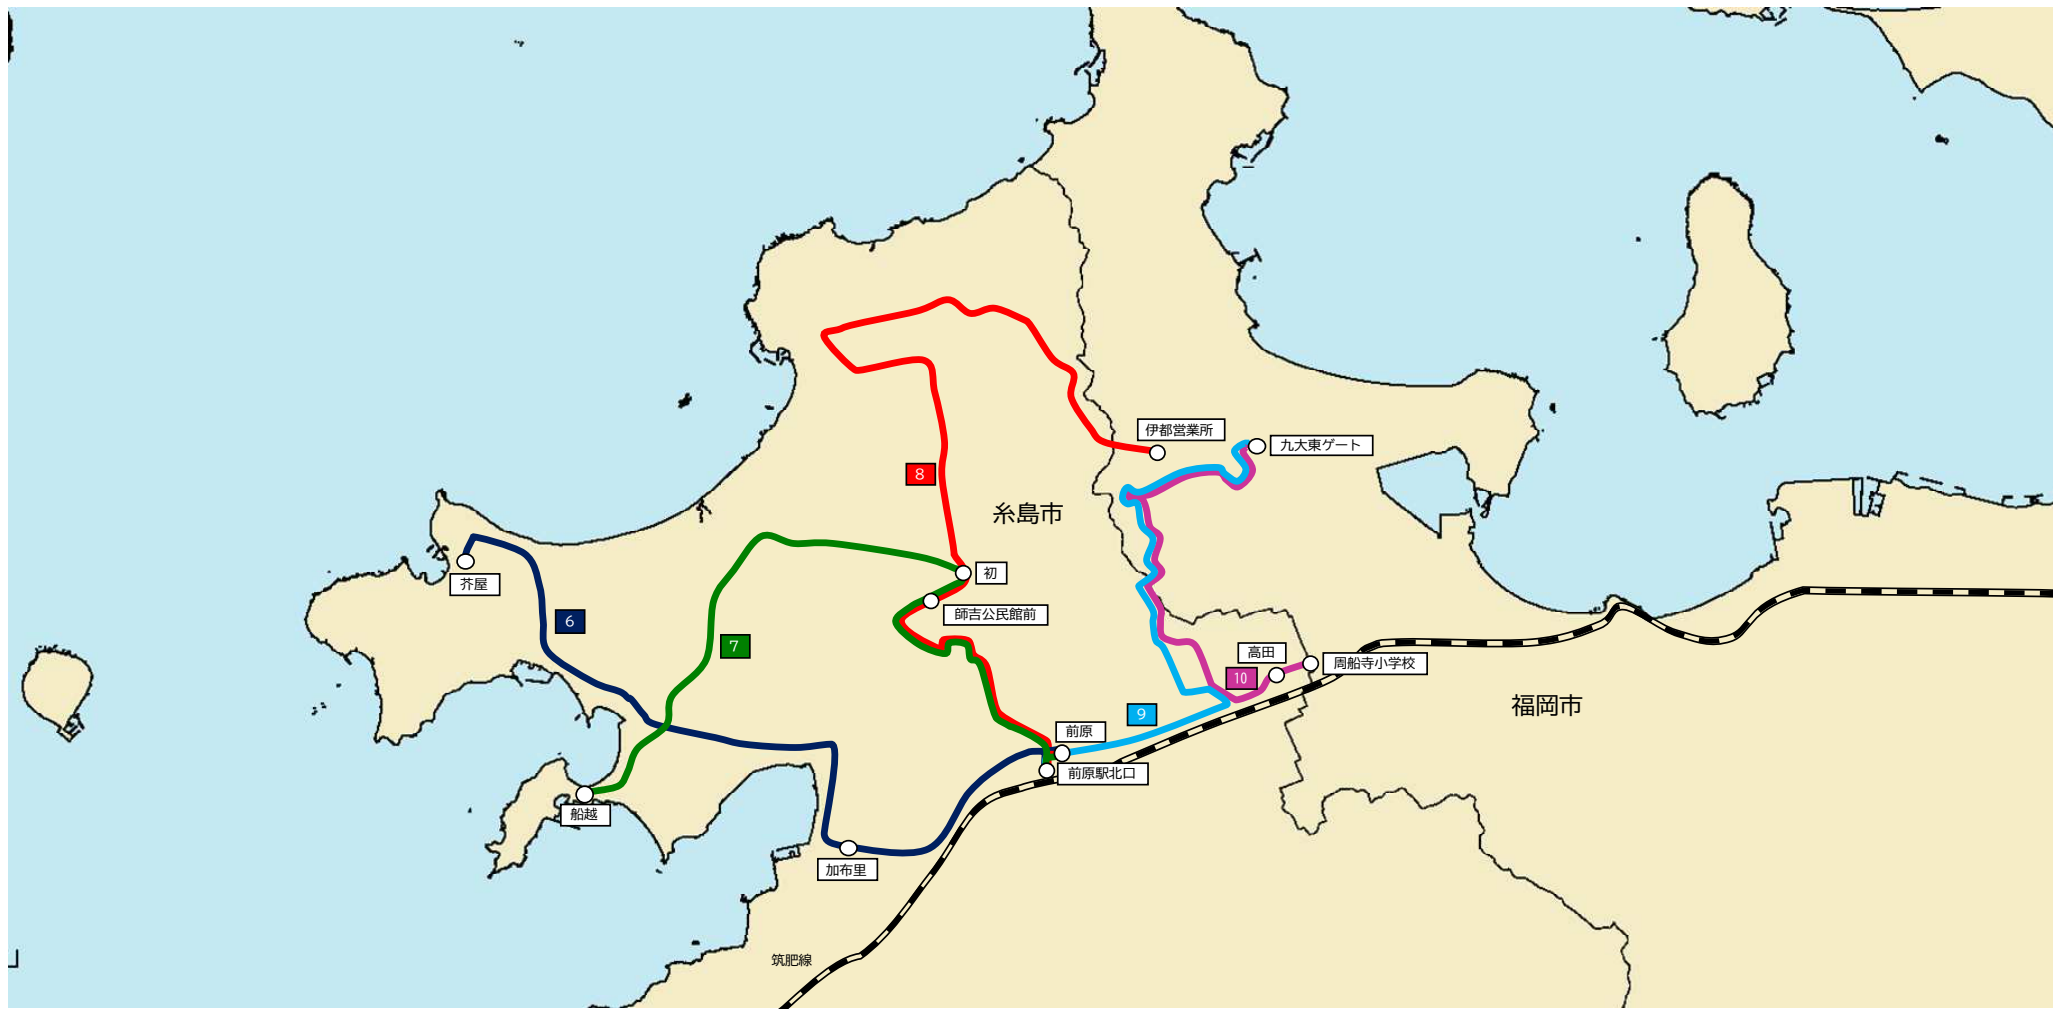 伊都営業所
九大東ゲート
8
糸島市
芥屋
初
6
師吉公民館前
7
高田
周船寺小学校
10
福岡市
9
前原
前原駅北口
船越
加布里
筑肥線